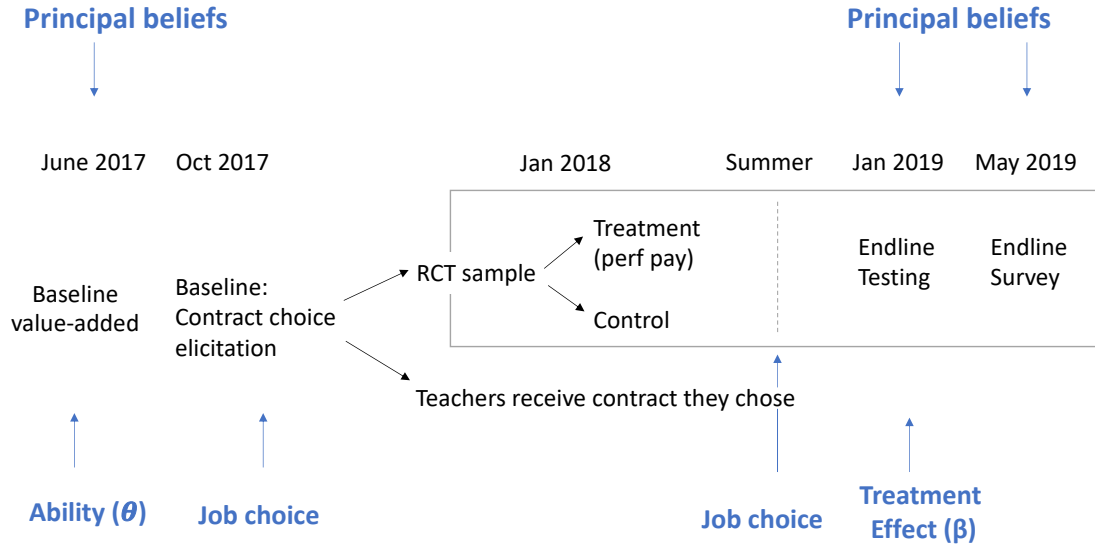 Principal beliefs
Principal beliefs
June 2017
Oct 2017
Jan 2018
Summer
Jan 2019
May 2019
Baseline
value-added
Baseline:
Contract choice
elicitation
RCT sample
Treatment
(perf pay)
Control
Teachers receive contract they chose
Endline
Testing
Endline
Survey
Ability (θ)
Job choice
Job choice
Treatment
Effect (β)